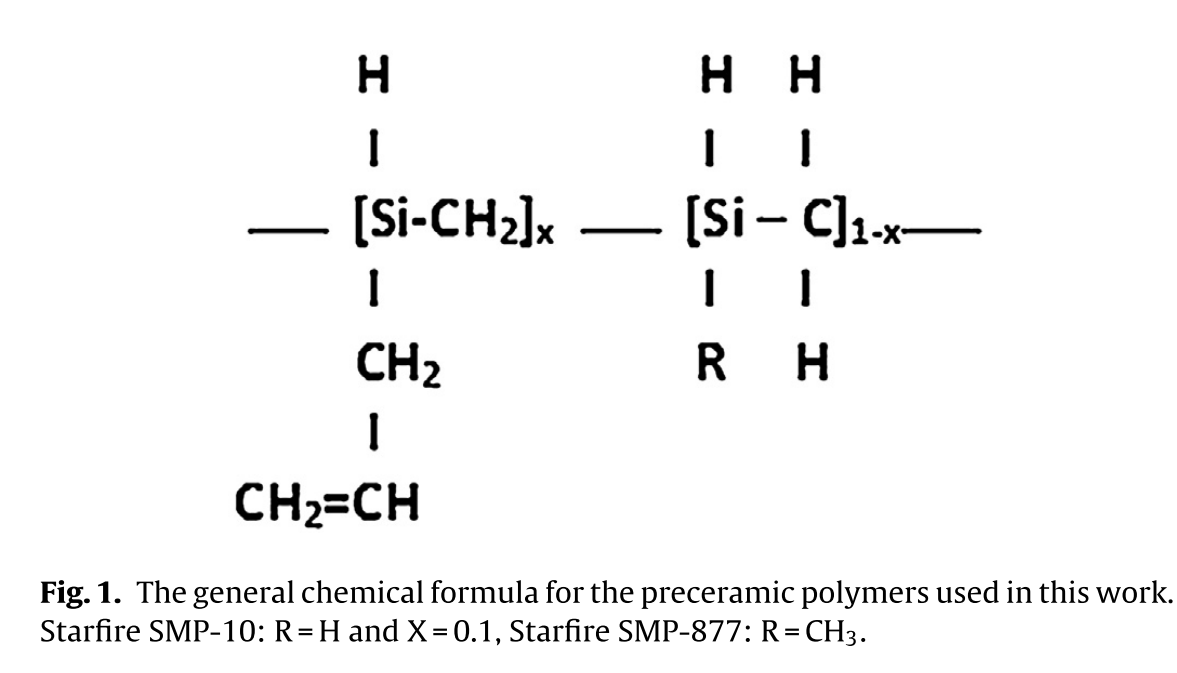 H H H
[Si-CH₂]ₓ [Si – C]₁₋ₓ
CH₂ R H
CH₂=CH
Fig. 1. The general chemical formula for the preceramic polymers used in this work.
Starfire SMP-10: R = H and X = 0.1, Starfire SMP-877: R = CH₃.